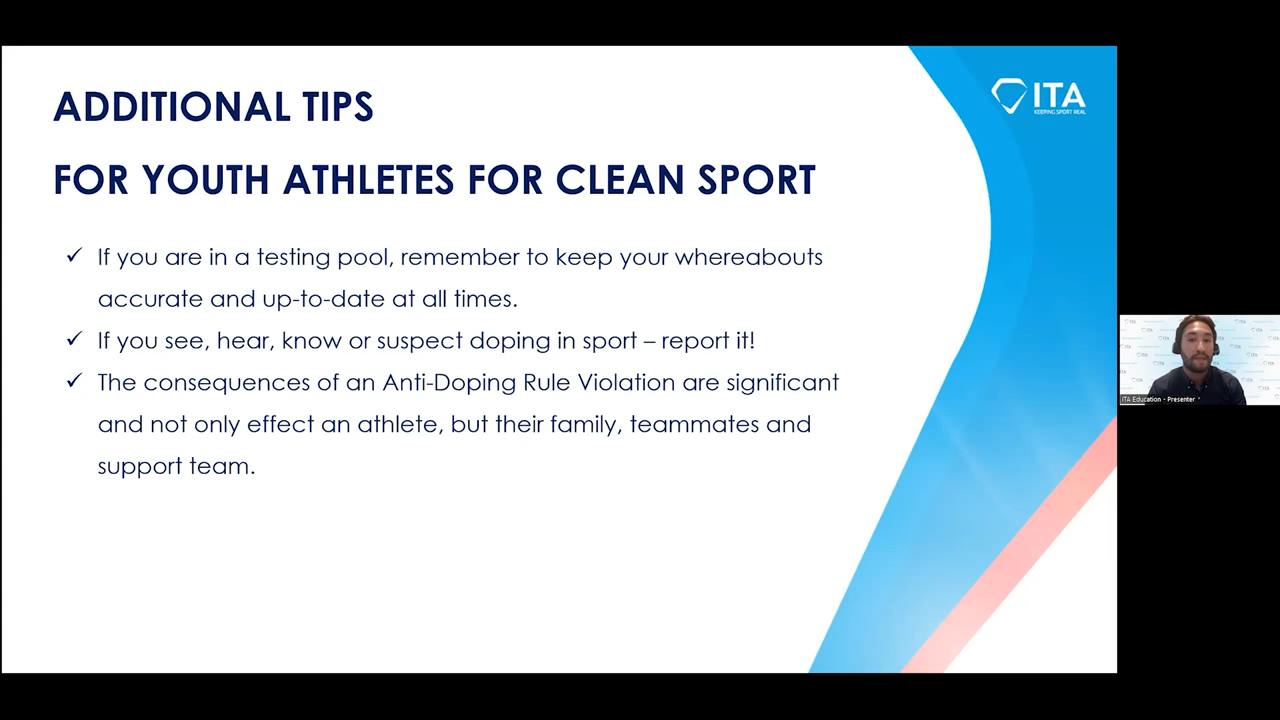 ADDITIONAL TIPS
FOR YOUTH ATHLETES FOR CLEAN SPORT
✓ If you are in a testing pool, remember to keep your whereabouts
accurate and up-to-date at all times.
✓ If you see, hear, know or suspect doping in sport – report it!
✓ The consequences of an Anti-Doping Rule Violation are significant
and not only effect an athlete, but their family, teammates and
support team.
ITA
KEEPING SPORT REAL
ITA Education - Presenter